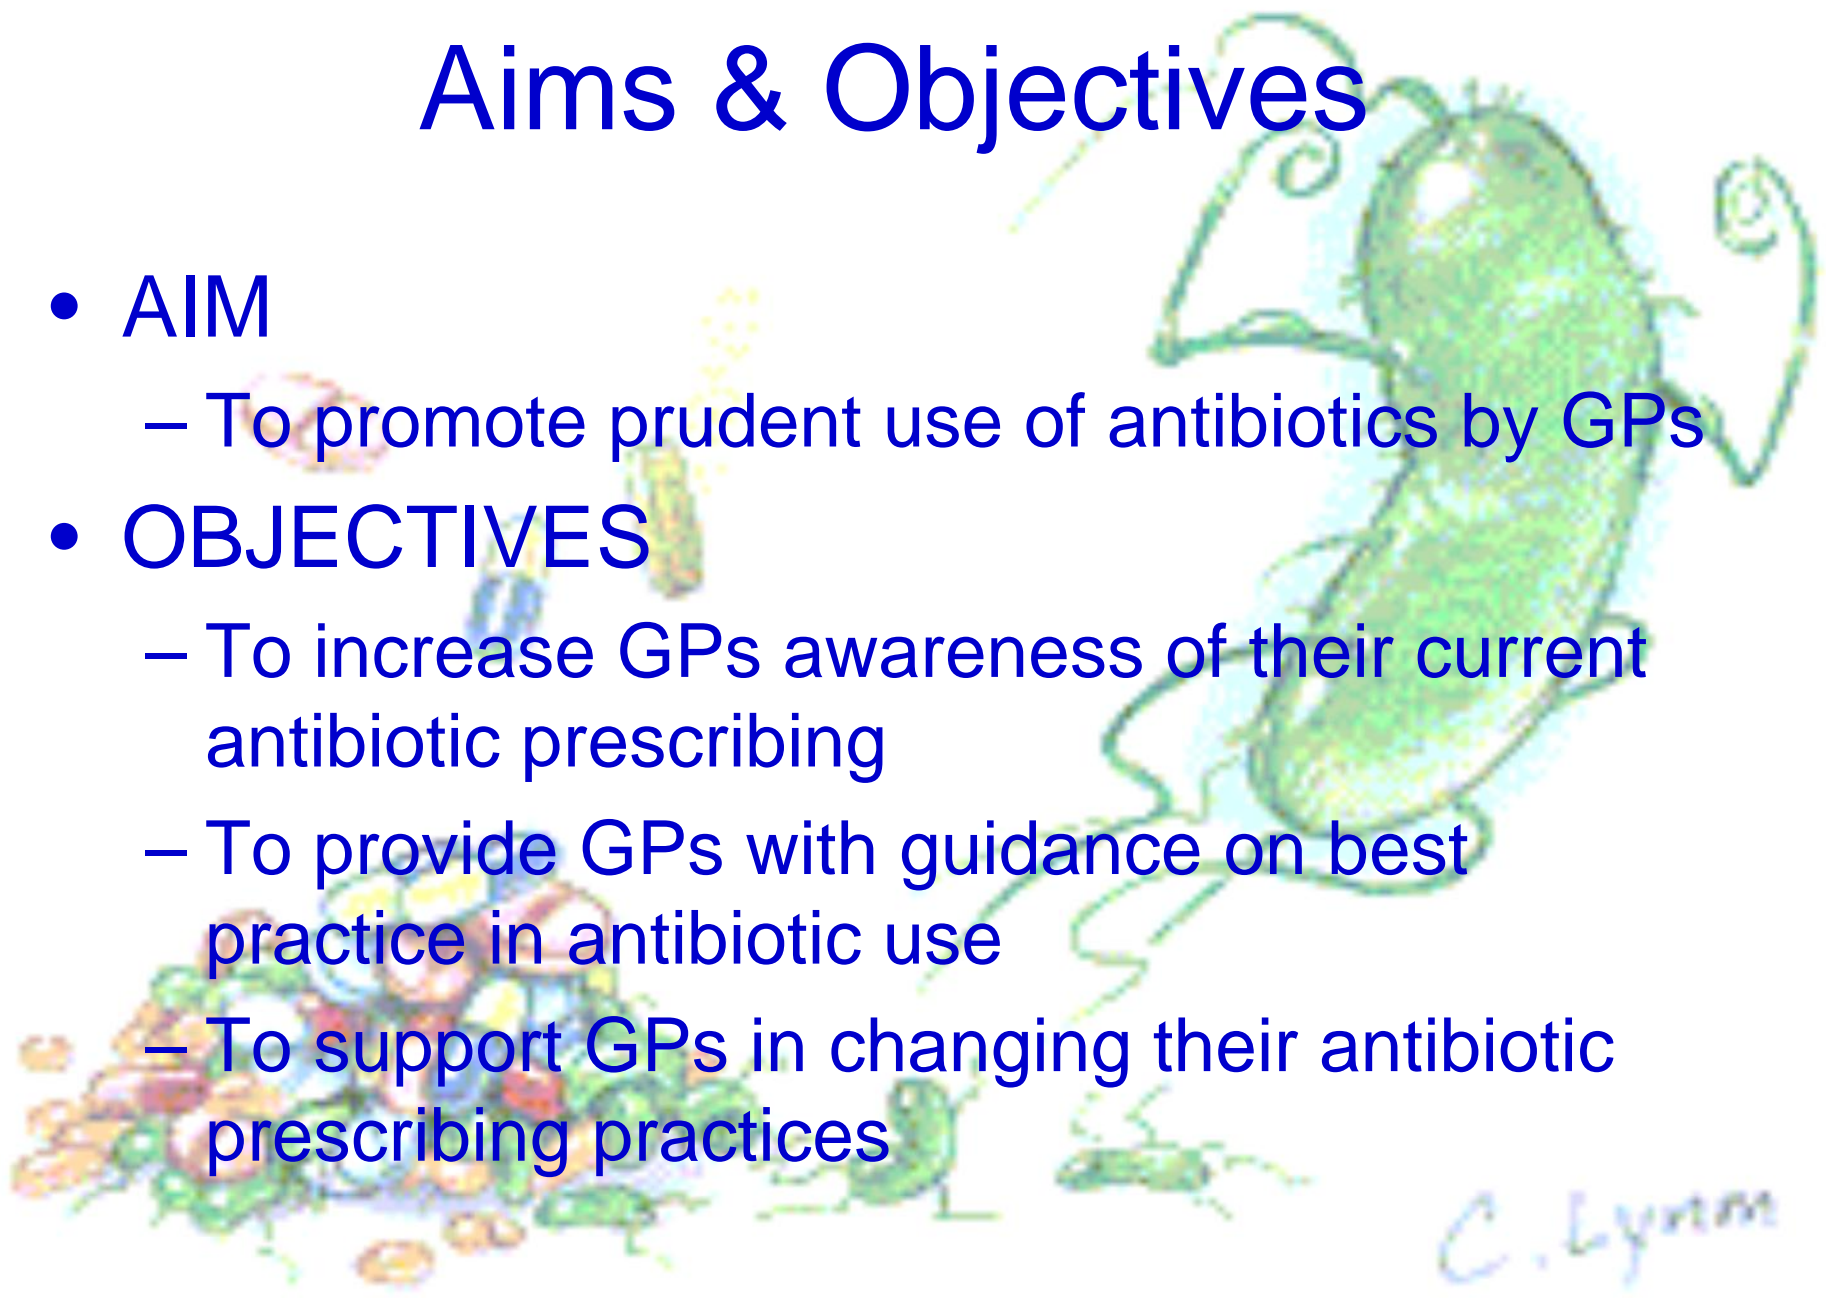 Aims & Objectives
• AIM
– To promote prudent use of antibiotics by GPs
• OBJECTIVES
– To increase GPs awareness of their current
antibiotic prescribing
– To provide GPs with guidance on best
practice in antibiotic use
– To support GPs in changing their antibiotic
prescribing practices
C. Lynm